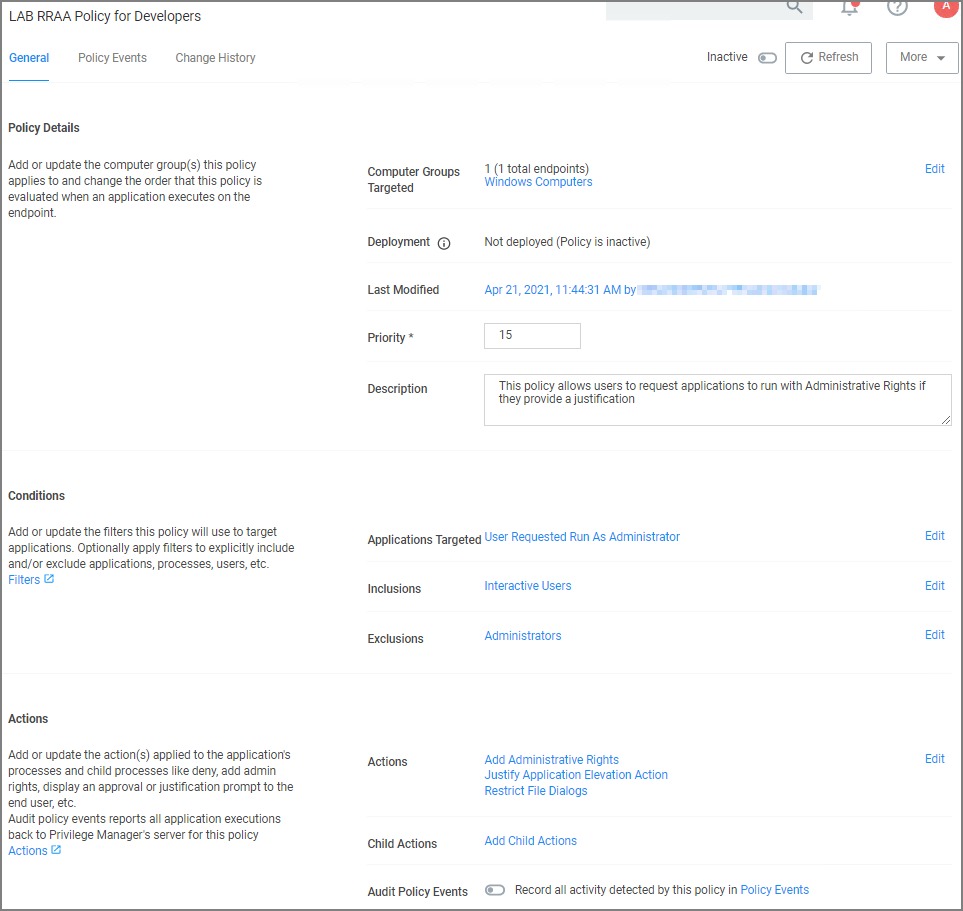 LAB RRAA Policy for Developers
A
General
Policy Events
Change History
Inactive
Refresh
More
Policy Details
Add or update the computer group(s) this policy
applies to and change the order that this policy is
evaluated when an application executes on the
endpoint.
Computer Groups
Targeted
1 (1 total endpoints)
Windows Computers
Edit
Deployment
Not deployed (Policy is inactive)
Last Modified
Apr 21, 2021, 11:44:31 AM by
Priority *
15
Description
This policy allows users to request applications to run with Administrative Rights if
they provide a justification
Conditions
Add or update the filters this policy will use to target
applications. Optionally apply filters to explicitly include
and/or exclude applications, processes, users, etc.
Filters
Applications Targeted
User Requested Run As Administrator
Edit
Inclusions
Interactive Users
Edit
Exclusions
Administrators
Edit
Actions
Add or update the action(s) applied to the application's
processes and child processes like deny, add admin
rights, display an approval or justification prompt to the
end user, etc.
Audit policy events reports all application executions
back to Privilege Manager's server for this policy
Actions
Actions
Add Administrative Rights
Justify Application Elevation Action
Restrict File Dialogs
Edit
Child Actions
Add Child Actions
Audit Policy Events
Record all activity detected by this policy in Policy Events